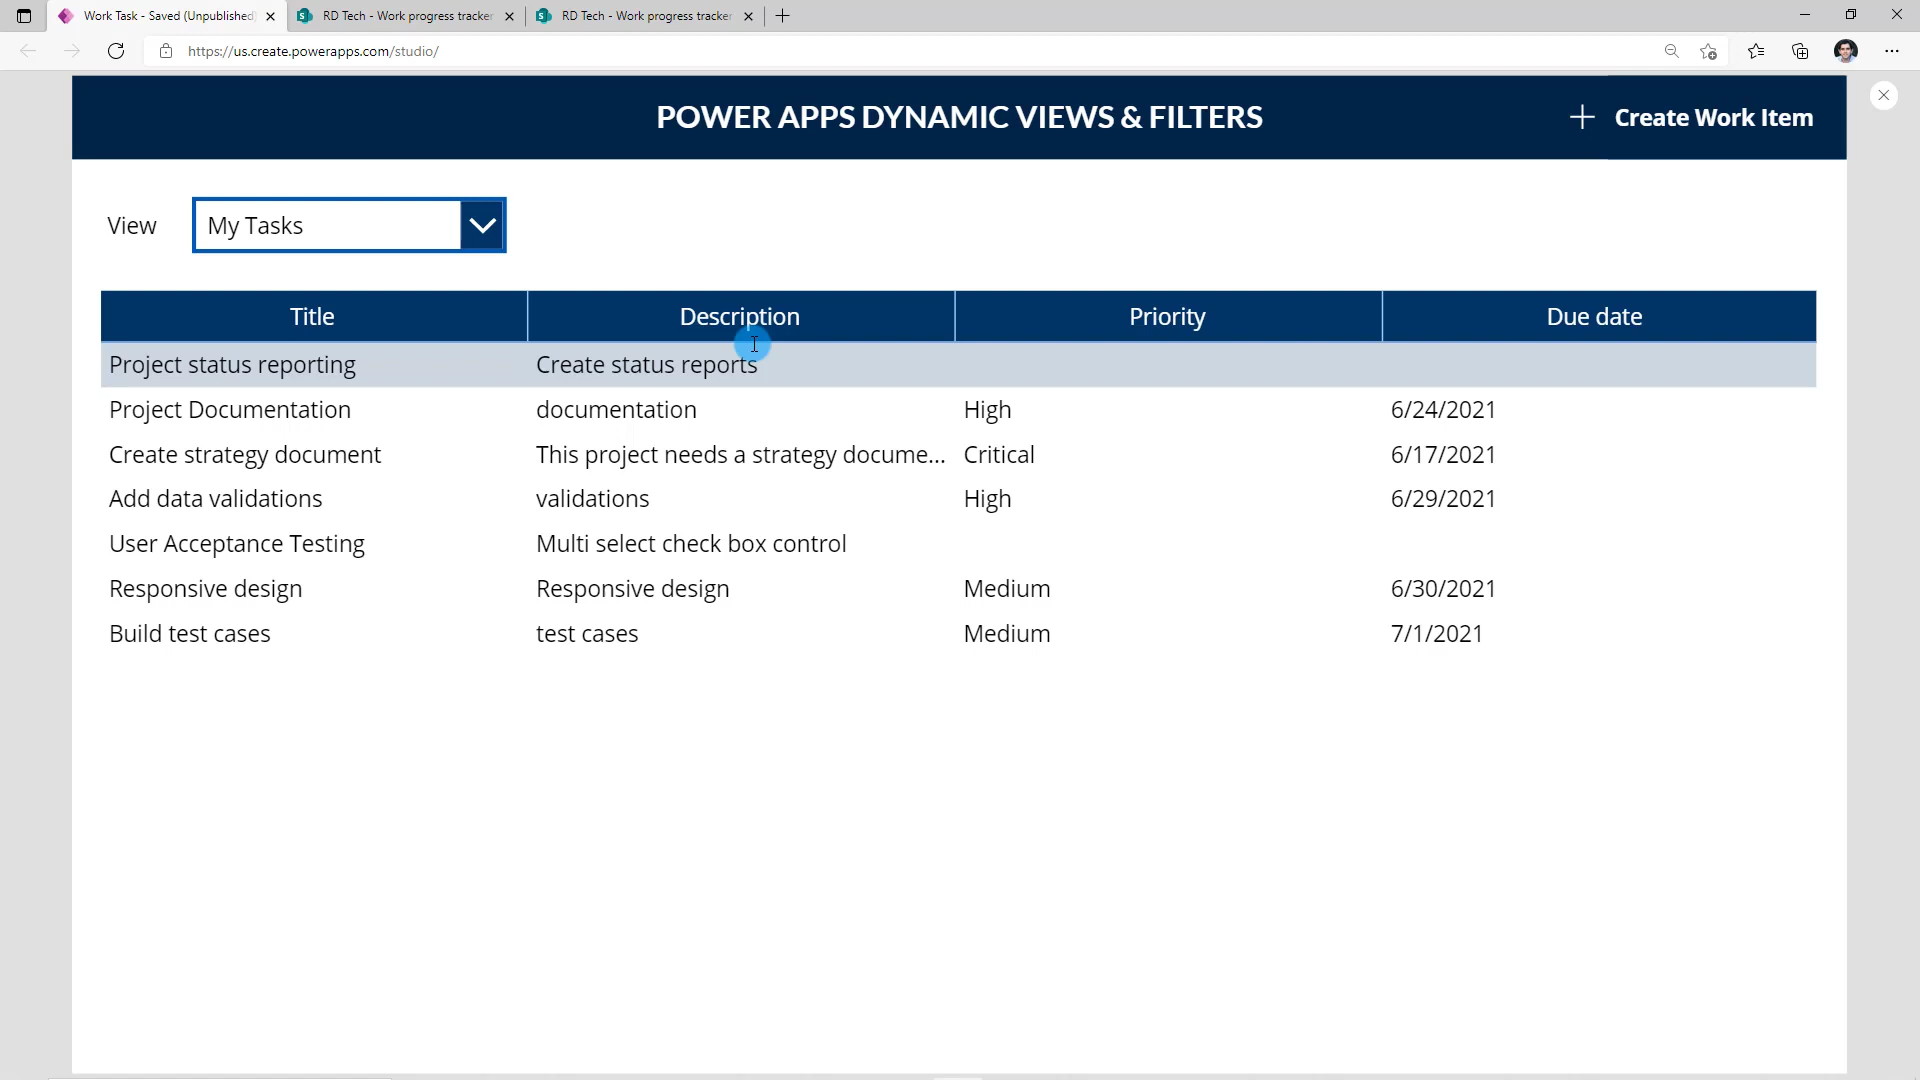 Work Task - Saved (Unpublished)
RD Tech - Work progress tracker
RD Tech - Work progress tracker
https://us.create.powerapps.com/studio/
POWER APPS DYNAMIC VIEWS & FILTERS
Create Work Item
View
My Tasks
Title Description Priority Due date
Project status reporting Create status reports
Project Documentation documentation High 6/24/2021
Create strategy document This project needs a strategy docume... Critical 6/17/2021
Add data validations validations High 6/29/2021
User Acceptance Testing Multi select check box control
Responsive design Responsive design Medium 6/30/2021
Build test cases test cases Medium 7/1/2021